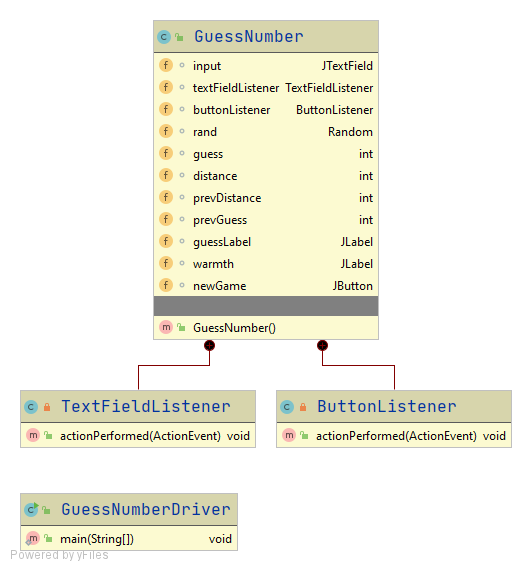 GuessNumber
input JTextField
textFieldListener TextFieldListener
buttonListener ButtonListener
rand Random
guess int
distance int
prevDistance int
prevGuess int
guessLabel JLabel
warmth JLabel
newGame JButton
GuessNumber()
TextFieldListener
actionPerformed(ActionEvent) void
ButtonListener
actionPerformed(ActionEvent) void
GuessNumberDriver
main(String[]) void
Powered by yFiles